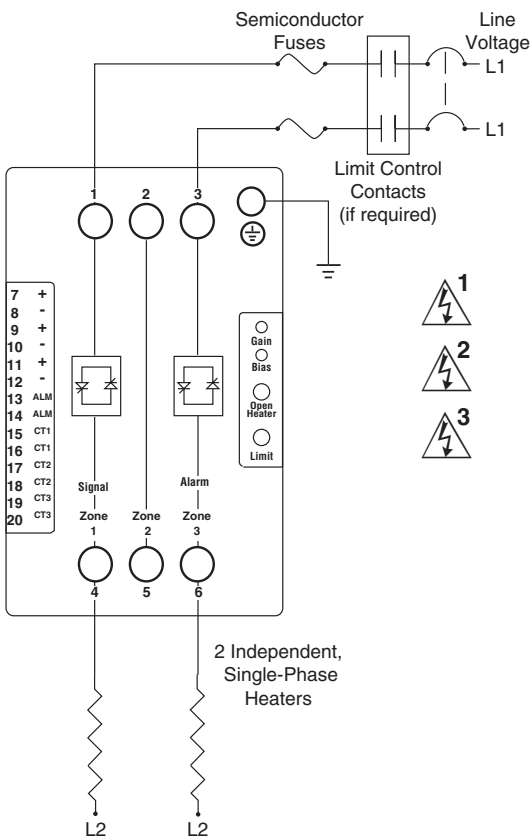 Semiconductor
Fuses
Line
Voltage
L1
L1
Limit Control
Contacts
(if required)
1
2
3
7 +
8 -
9 +
10 -
11 +
12 -
13 ALM
14 ALM
15 CT1
16 CT1
17 CT2
18 CT2
19 CT3
20 CT3
Gain
Bias
Open
Heater
Limit
1
2
3
Signal
Alarm
Zone
1
Zone
2
Zone
3
4
5
6
2 Independent,
Single-Phase
Heaters
L2
L2